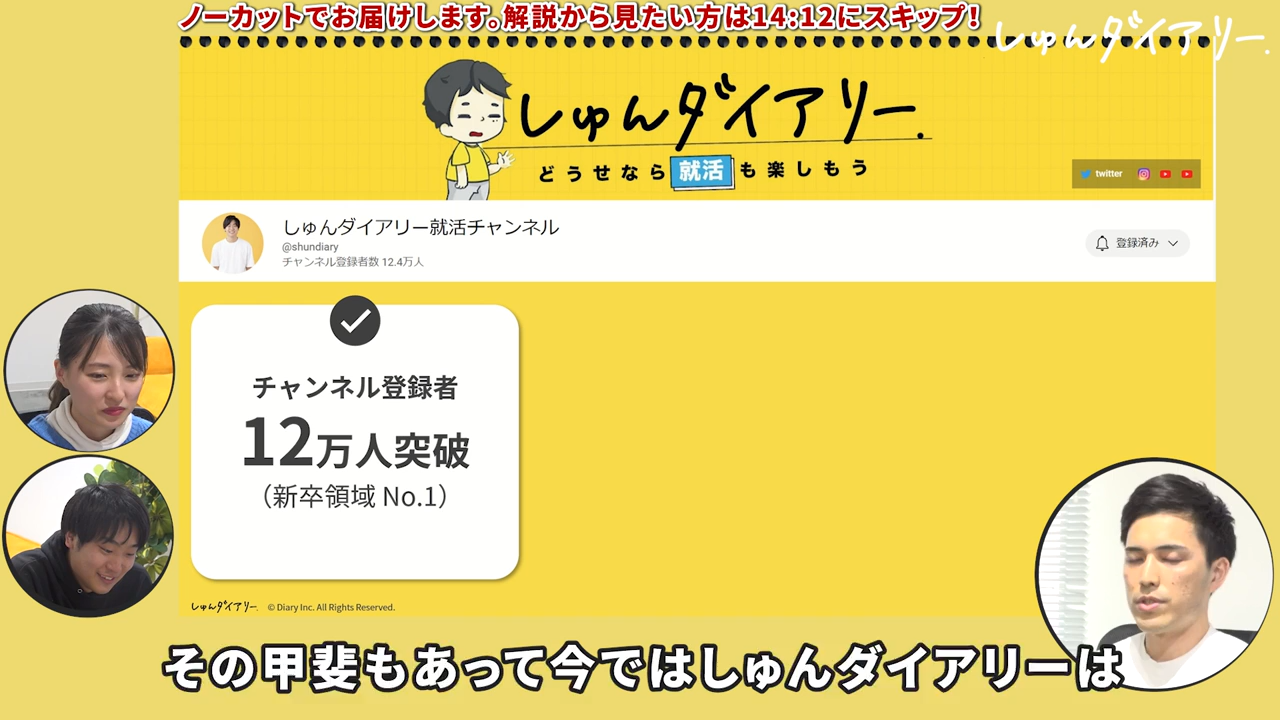 ノーカットでお届けします。解説から見たい方は14:12にスキップ!
しゅんダイアリー.
しゅんダイアリー.
どうせなら就活も楽しもう
twitter
しゅんダイアリー就活チャンネル
@shundiary
チャンネル登録者数 12.4万人
登録済み
チャンネル登録者
12万人突破
(新卒領域 No.1)
しゅんダイアリー. © Diary Inc. All Rights Reserved.
その甲斐もあって今ではしゅんダイアリーは